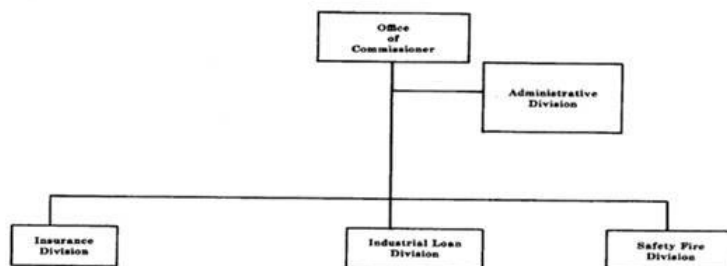 Office
of
Commissioner
Administrative
Division
Insurance
Division
Industrial Loan
Division
Safety Fire
Division